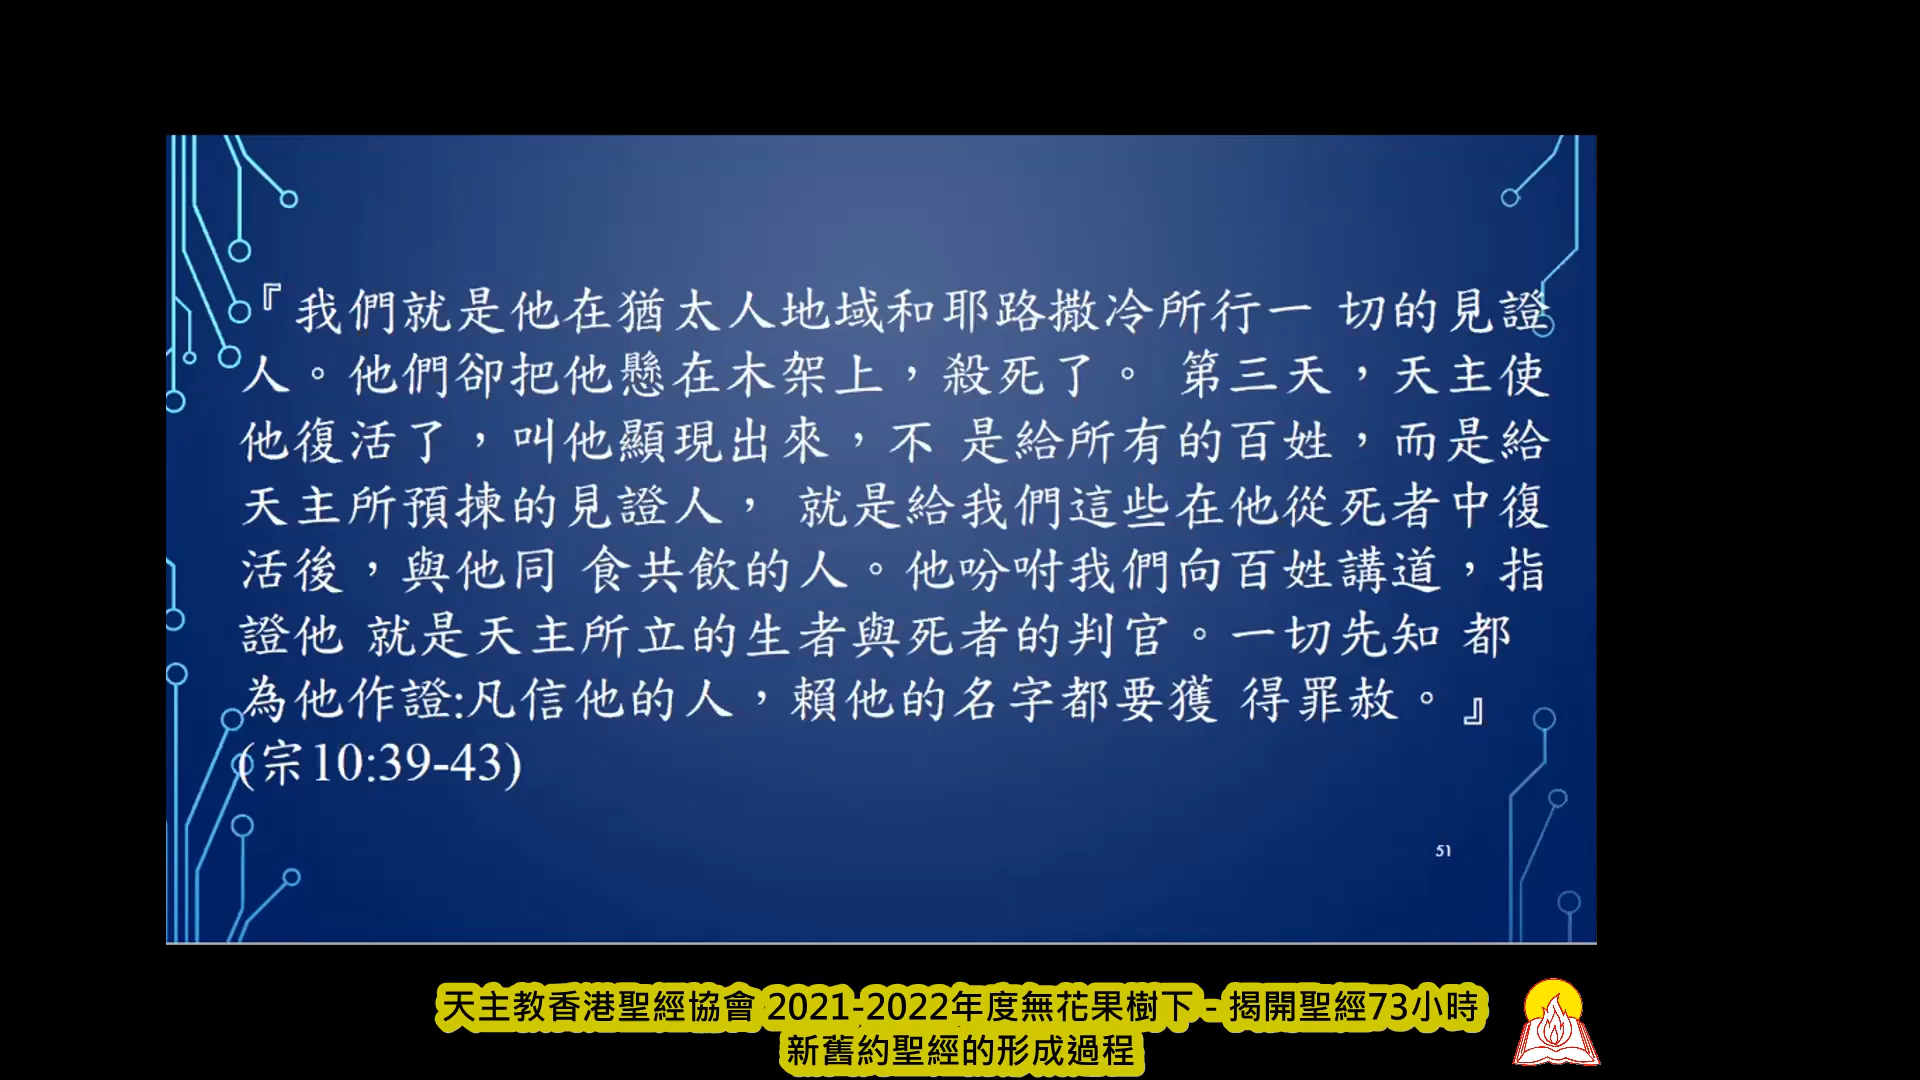 『我們就是他在猶太人地域和耶路撒冷所行一 切的見證
人。他們卻把他懸在木架上，殺死了。 第三天，天主使
他復活了，叫他顯現出來，不 是給所有的百姓，而是給
天主所預揀的見證人， 就是給我們這些在他從死者中復
活後，與他同 食共飲的人。他吩咐我們向百姓講道，指
證他 就是天主所立的生者與死者的判官。一切先知 都
為他作證:凡信他的人，賴他的名字都要獲 得罪赦。』
(宗10:39-43)
51
天主教香港聖經協會 2021-2022年度無花果樹下 - 揭開聖經73小時
新舊約聖經的形成過程